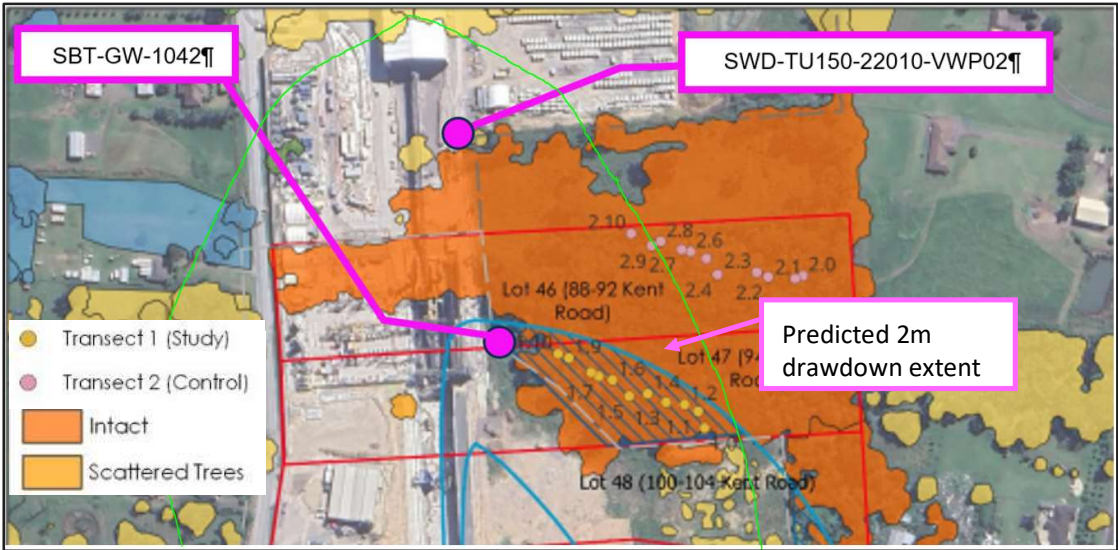 SBT-GW-1042¶
SWD-TU150-22010-VWP02¶
2.10
2.8
2.6
2.9
2.7
2.3
2.1
2.0
2.4
2.2
Lot 46 (88-92 Kent
Road)
Predicted 2m
drawdown extent
Lot 47 (94
Transect 1 (Study)
Transect 2 (Control)
Intact
Scattered Trees
1.9
1.7
1.6
1.4
1.2
1.5
1.3
1.1
Lot 48 (100-104 Kent Road)